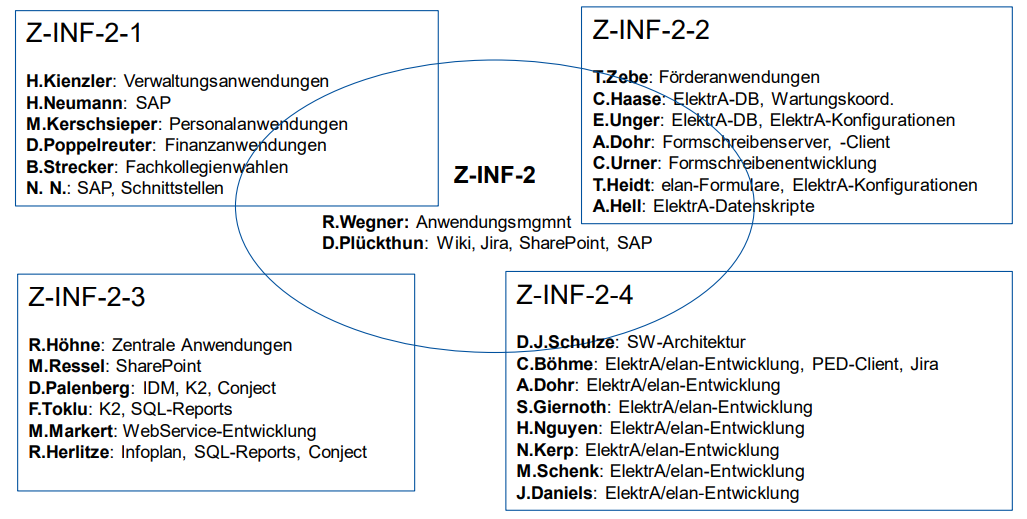 Z-INF-2-1
H.Kienzler: Verwaltungsanwendungen
H.Neumann: SAP
M.Kerschsieper: Personalanwendungen
D.Poppelreuter: Finanzanwendungen
B.Strecker: Fachkollegienwahlen
N. N.: SAP, Schnittstellen
Z-INF-2-2
T.Zebe: Förderanwendungen
C.Haase: ElektrA-DB, Wartungskoord.
E.Unger: ElektrA-DB, ElektrA-Konfigurationen
A.Dohr: Formschreibenserver, -Client
C.Urner: Formschreibenentwicklung
T.Heidt: elan-Formulare, ElektrA-Konfigurationen
A.Hell: ElektrA-Datenskripte
Z-INF-2
R.Wegner: Anwendungsmgmnt
D.Plückthun: Wiki, Jira, SharePoint, SAP
Z-INF-2-3
R.Höhne: Zentrale Anwendungen
M.Ressel: SharePoint
D.Palenberg: IDM, K2, Conject
F.Toklu: K2, SQL-Reports
M.Markert: WebService-Entwicklung
R.Herlitze: Infoplan, SQL-Reports, Conject
Z-INF-2-4
D.J.Schulze: SW-Architektur
C.Böhme: ElektrA/elan-Entwicklung, PED-Client, Jira
A.Dohr: ElektrA/elan-Entwicklung
S.Giernoth: ElektrA/elan-Entwicklung
H.Nguyen: ElektrA/elan-Entwicklung
N.Kerp: ElektrA/elan-Entwicklung
M.Schenk: ElektrA/elan-Entwicklung
J.Daniels: ElektrA/elan-Entwicklung